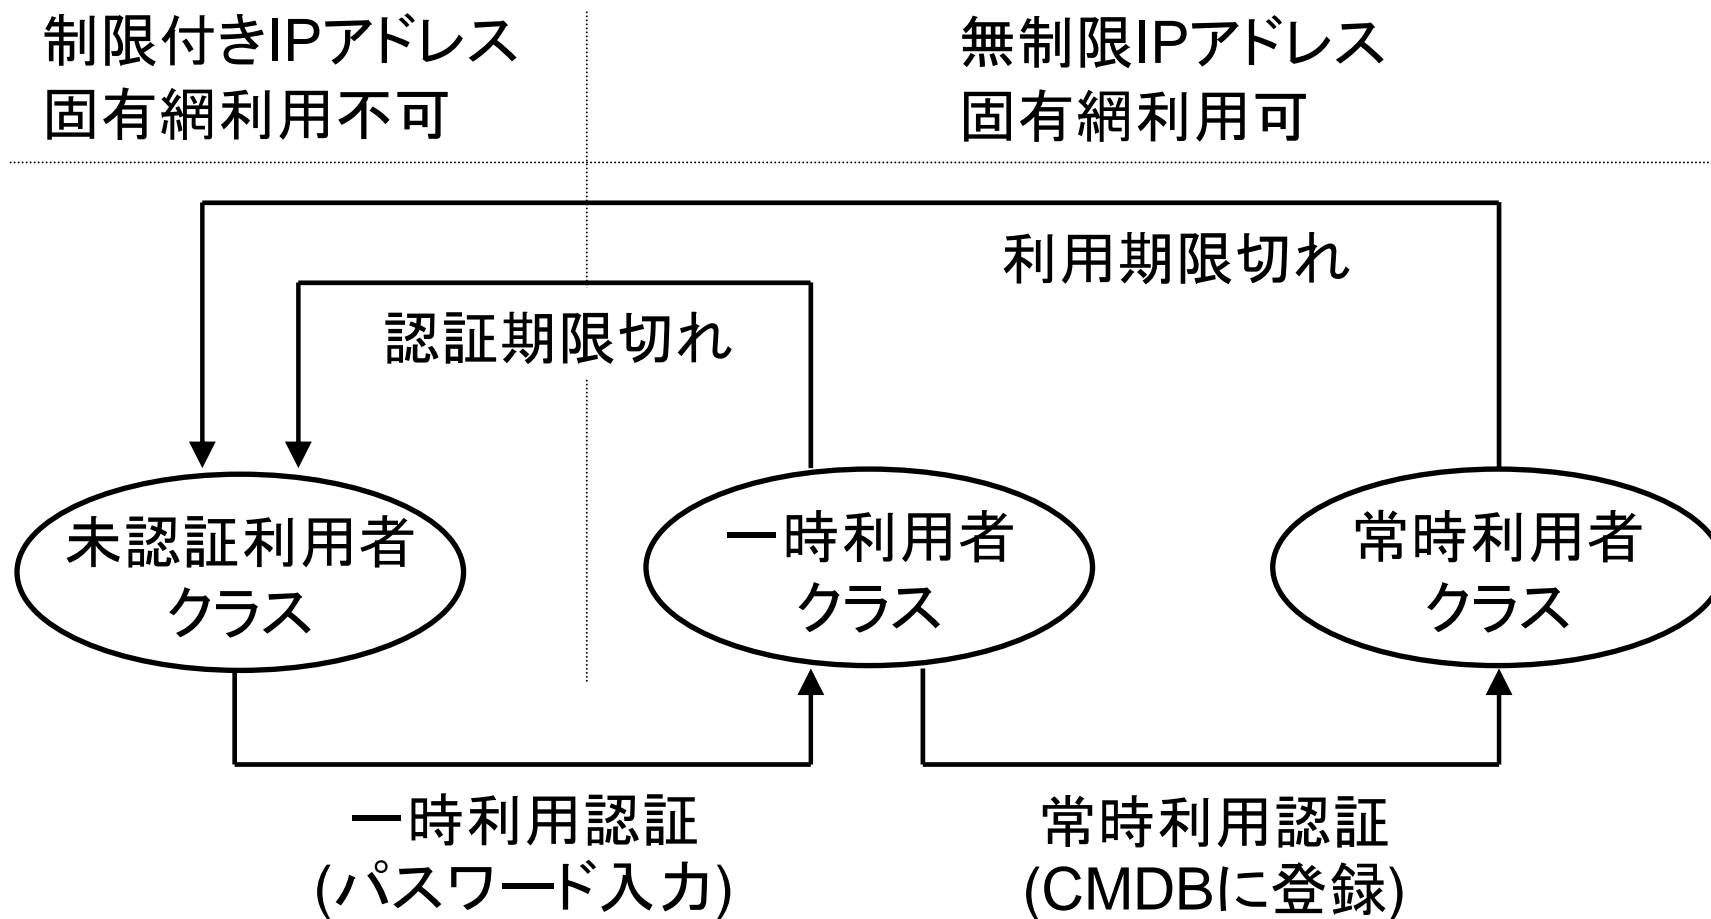 制限付きIPアドレス
固有網利用不可
無制限IPアドレス
固有網利用可
利用期限切れ
認証期限切れ
未認証利用者
クラス
一時利用者
クラス
常時利用者
クラス
一時利用認証
(パスワード入力)
常時利用認証
(CMDBに登録)